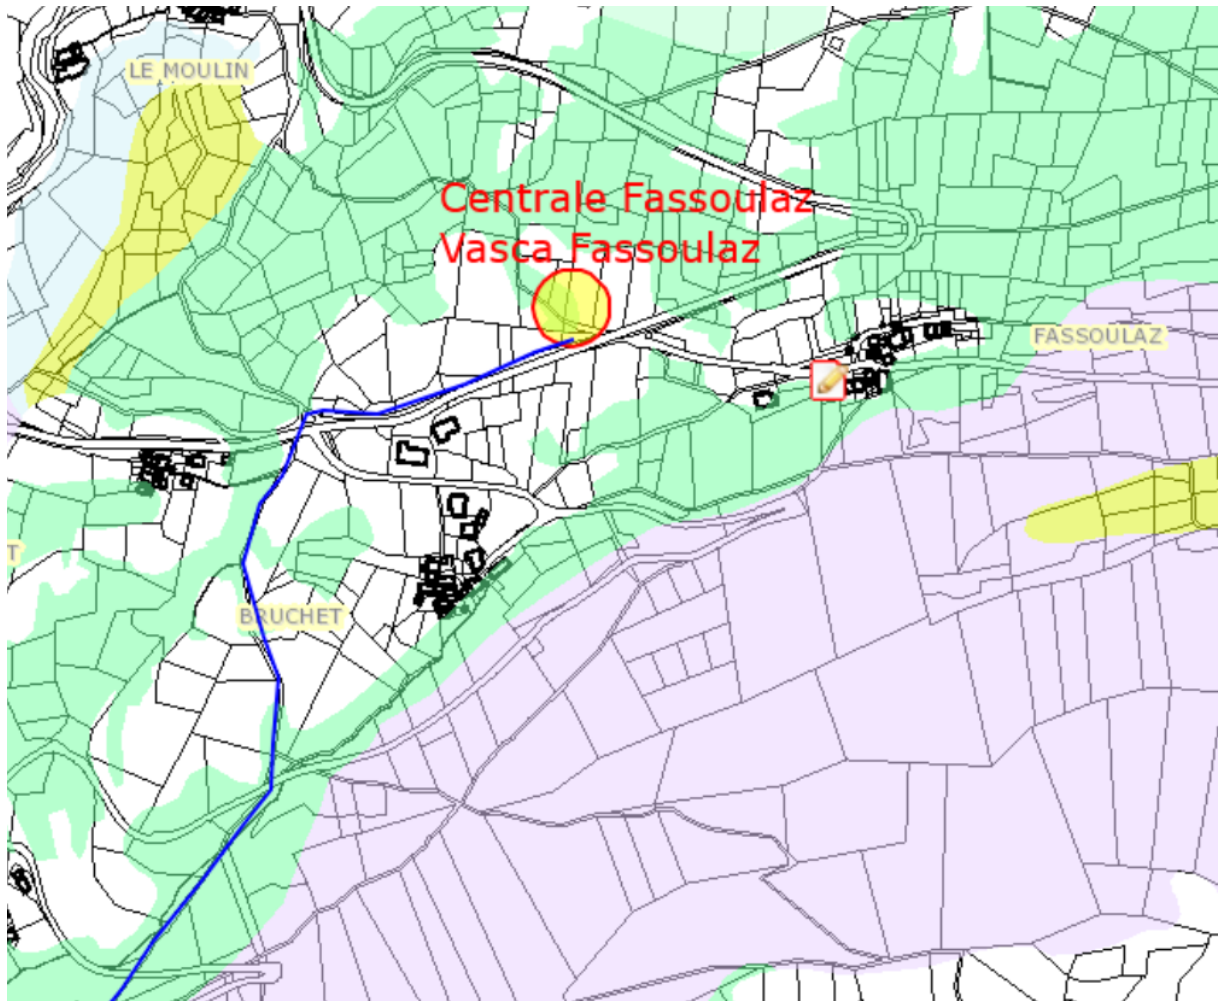 LE MOULIN
Centrale Fassoulaz
Vasca Fassoulaz
FASSOULAZ
T
BRUCHET